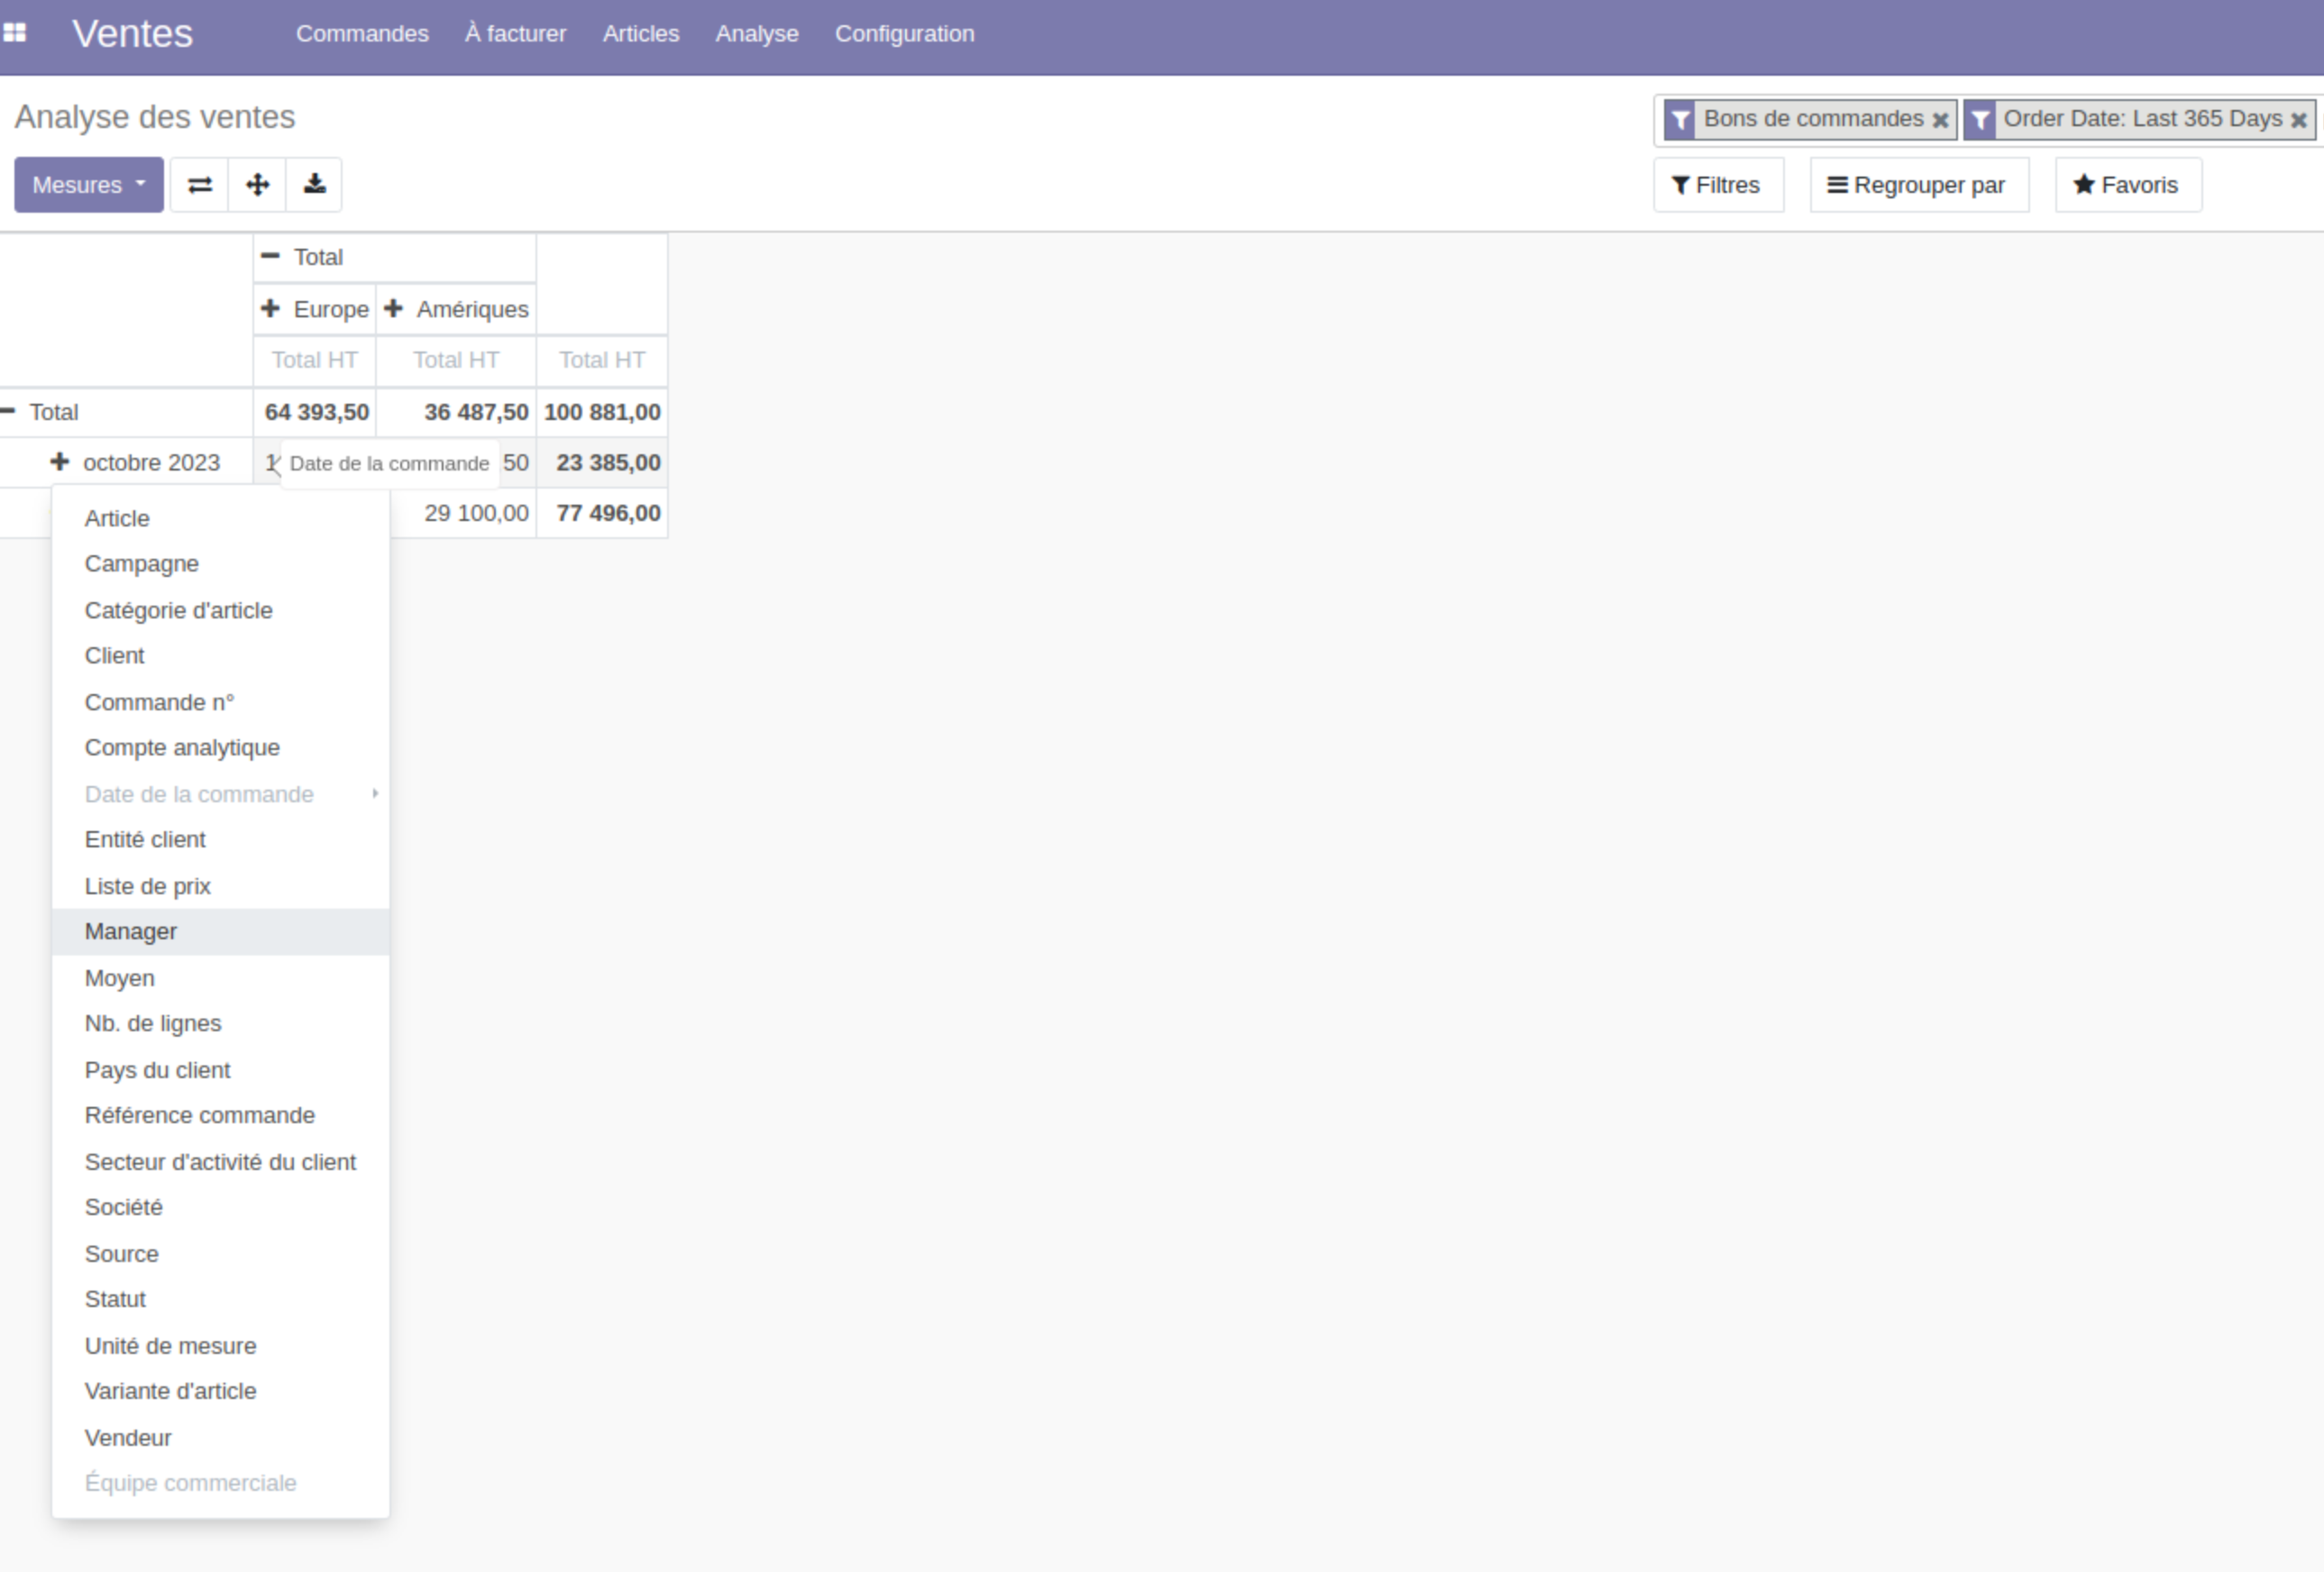 Ventes Commandes À facturer Articles Analyse Configuration
Analyse des ventes
Bons de commandes Order Date: Last 365 Days
Mesures
Filtres Regrouper par Favoris
Total
Europe Amériques
Total HT Total HT Total HT
Total 64 393,50 36 487,50 100 881,00
octobre 2023 Date de la commande 50 23 385,00
29 100,00 77 496,00
Article
Campagne
Catégorie d'article
Client
Commande n°
Compte analytique
Date de la commande
Entité client
Liste de prix
Manager
Moyen
Nb. de lignes
Pays du client
Référence commande
Secteur d'activité du client
Société
Source
Statut
Unité de mesure
Variante d'article
Vendeur
Équipe commerciale